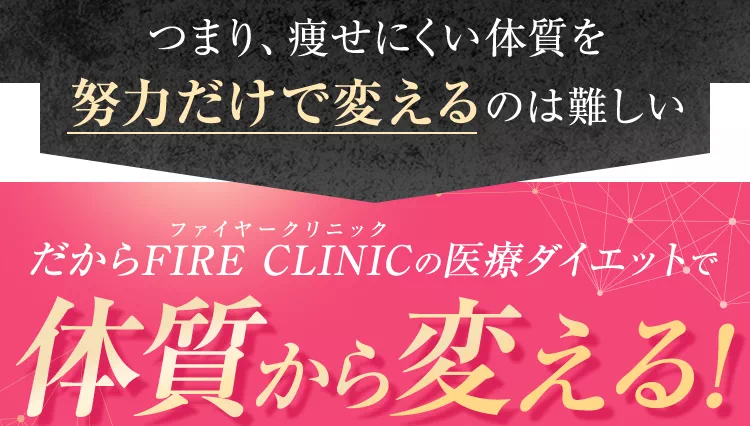 つまり、痩せにくい体質を
努力だけで変えるのは難しい
ファイヤークリニック
だからFIRE CLINICの医療ダイエットで
体質から変える!